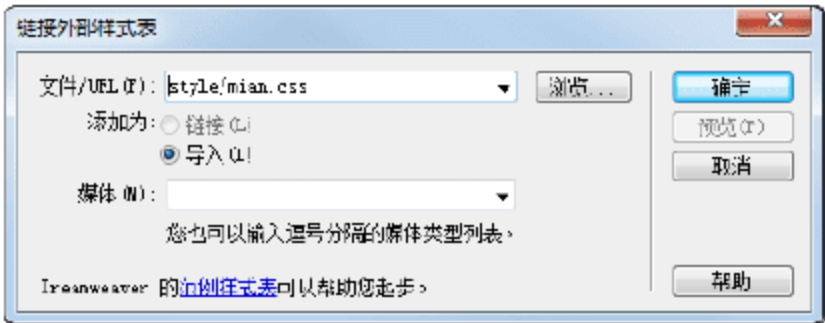 链接外部样式表
文件/URL(F): style/mian.css 浏览... 确定
添加为: 链接(L) 预览(P)
导入(I) 取消
媒体(M):
您也可以输入逗号分隔的媒体类型列表。
Dreamweaver 的范例样式表可以帮助您起步。 帮助